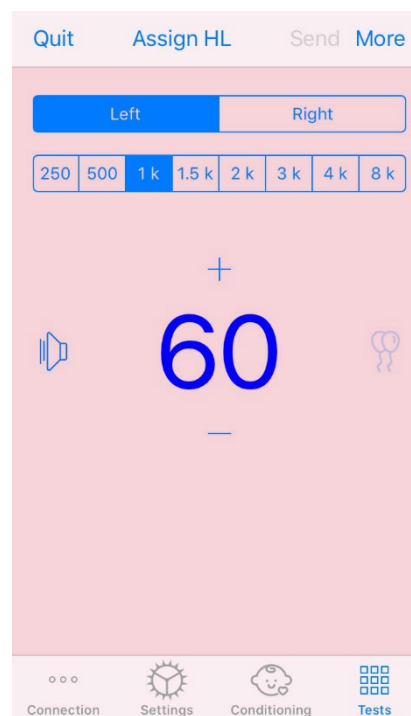 Quit Assign HL Send More
Left Right
250 500 1 k 1.5 k 2 k 3 k 4 k 8 k
+
60
—
Connection Settings Conditioning Tests